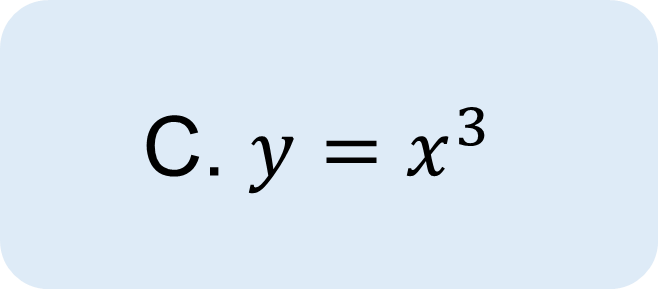 C. y = x³